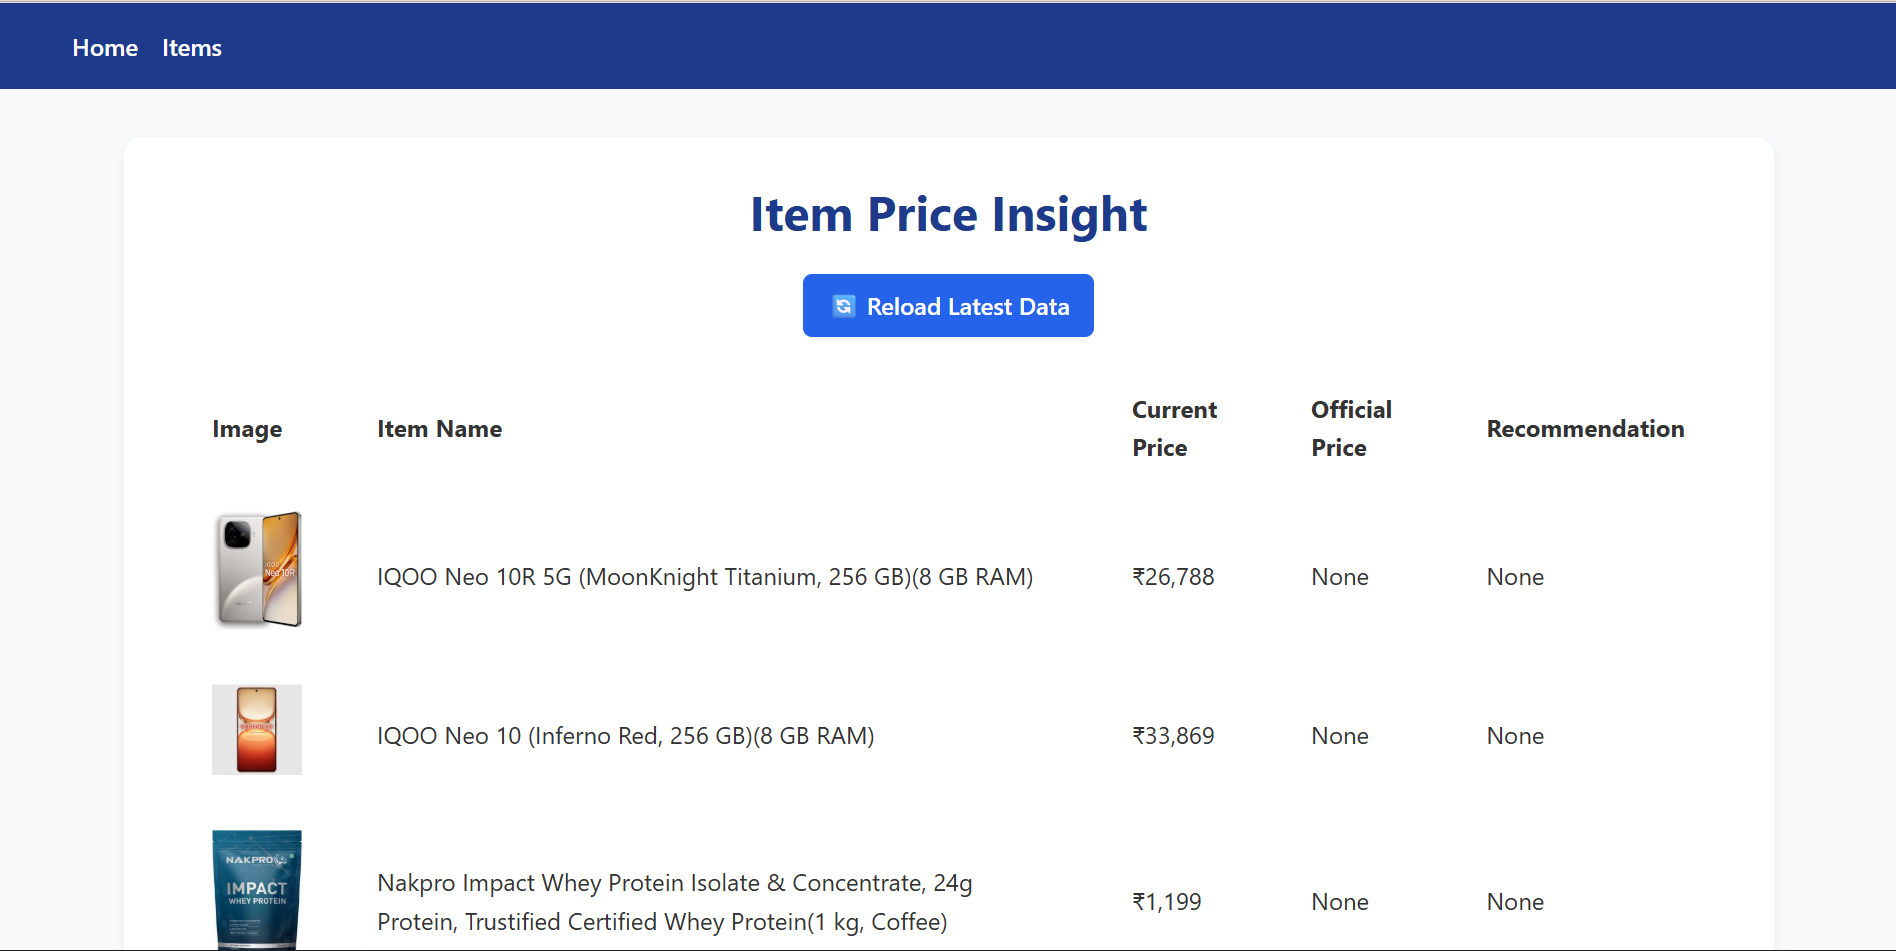 Home Items
Item Price Insight
Reload Latest Data
Image Item Name Current Price Official Price Recommendation
IQOO Neo 10R 5G (MoonKnight Titanium, 256 GB)(8 GB RAM) ₹26,788 None None
Neo 10R
IQOO Neo 10 (Inferno Red, 256 GB)(8 GB RAM) ₹33,869 None None
NAKPRO
IMPACT
WHEY PROTEIN
Nakpro Impact Whey Protein Isolate & Concentrate, 24g
Protein, Trustified Certified Whey Protein(1 kg, Coffee) ₹1,199 None None